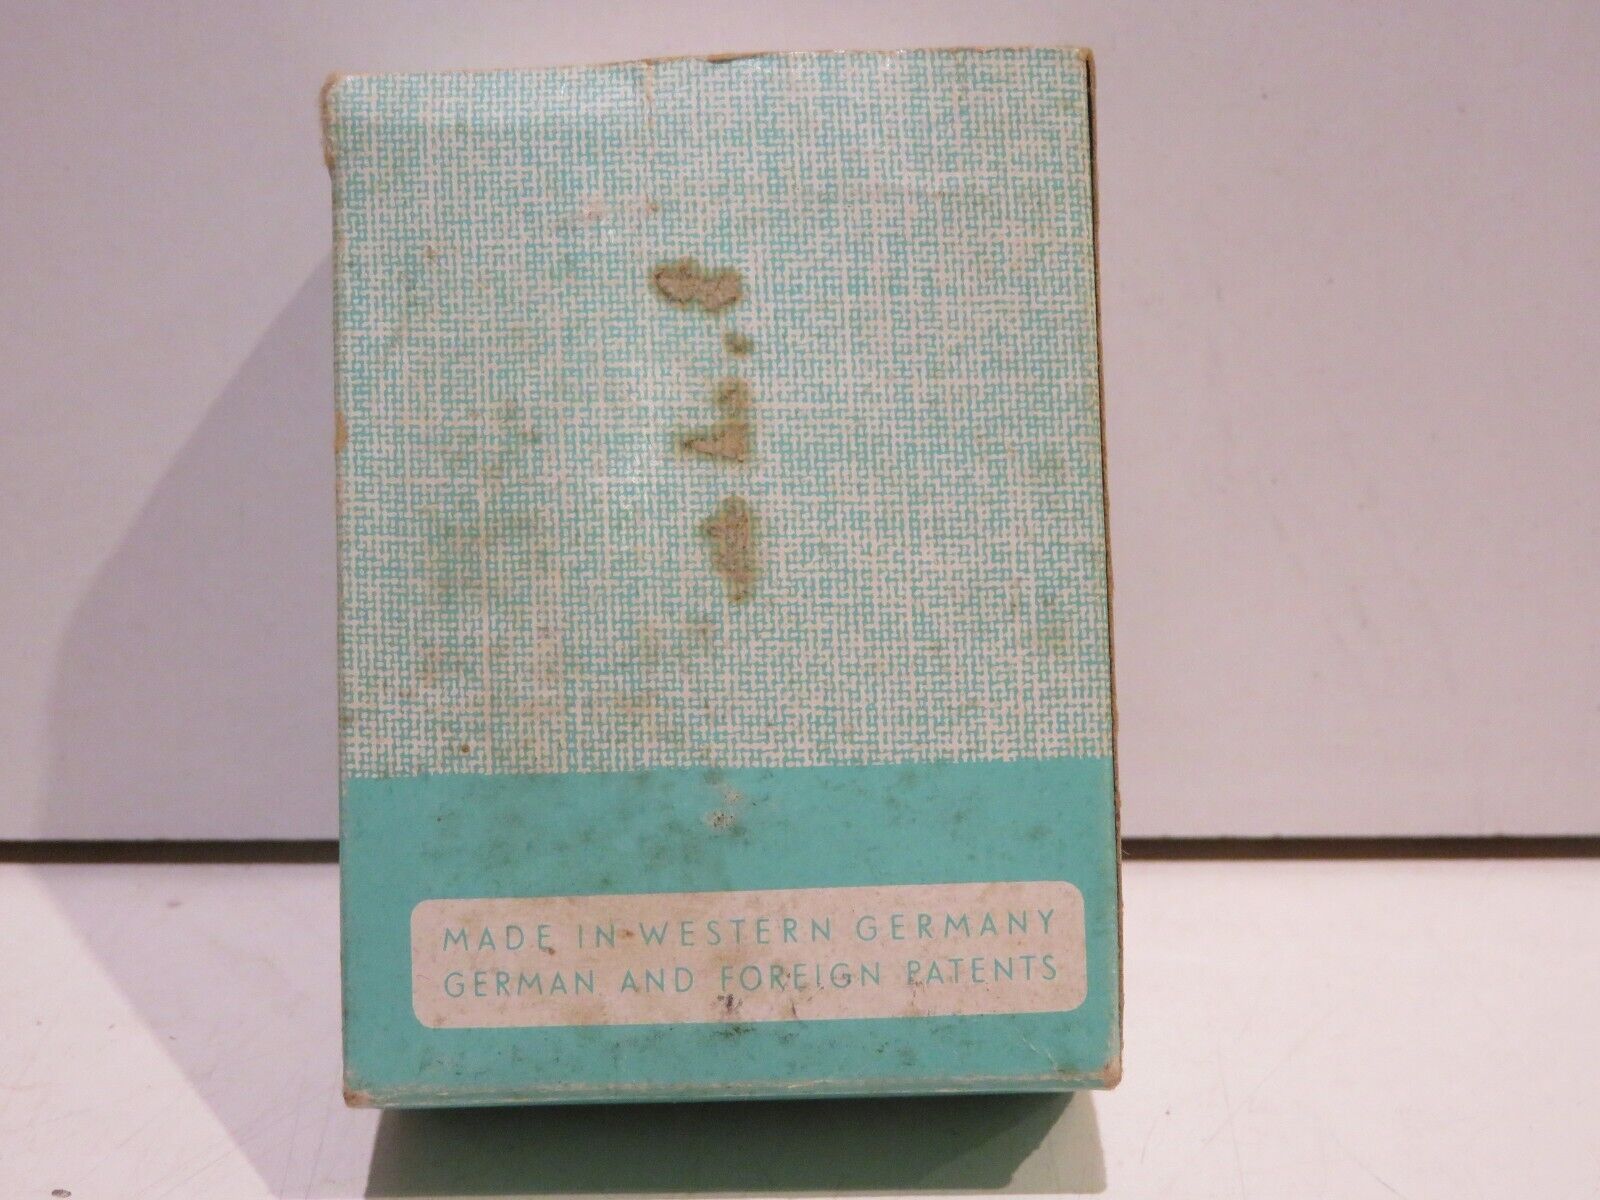 MADE IN WESTERN GERMANY
GERMAN AND FOREIGN PATENTS